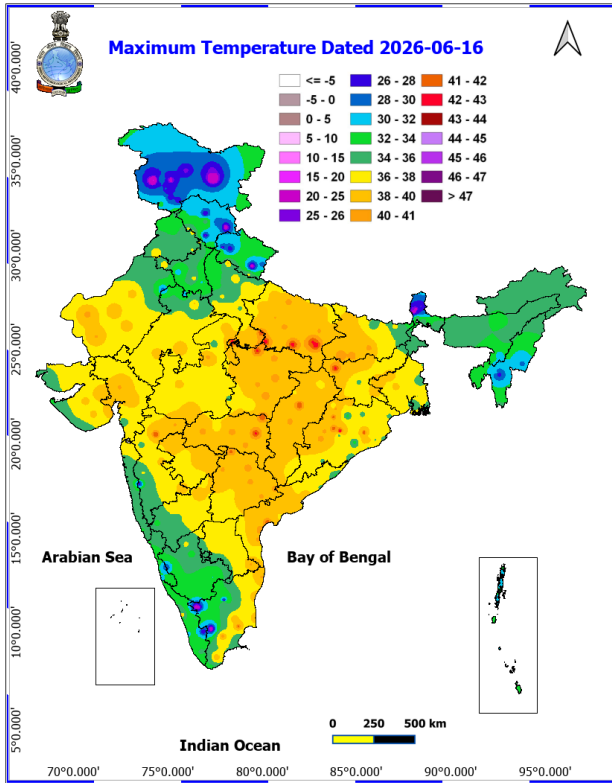 Maximum Temperature Dated 2026-06-16
<= -5
-5 - 0
0 - 5
5 - 10
10 - 15
15 - 20
20 - 25
25 - 26
26 - 28
28 - 30
30 - 32
32 - 34
34 - 36
36 - 38
38 - 40
40 - 41
41 - 42
42 - 43
43 - 44
44 - 45
45 - 46
46 - 47
> 47
40°0.000'
35°0.000'
30°0.000'
25°0.000'
20°0.000'
15°0.000'
10°0.000'
5°0.000'
Arabian Sea
Bay of Bengal
Indian Ocean
0 250 500 km
70°0.000' 75°0.000' 80°0.000' 85°0.000' 90°0.000' 95°0.000'